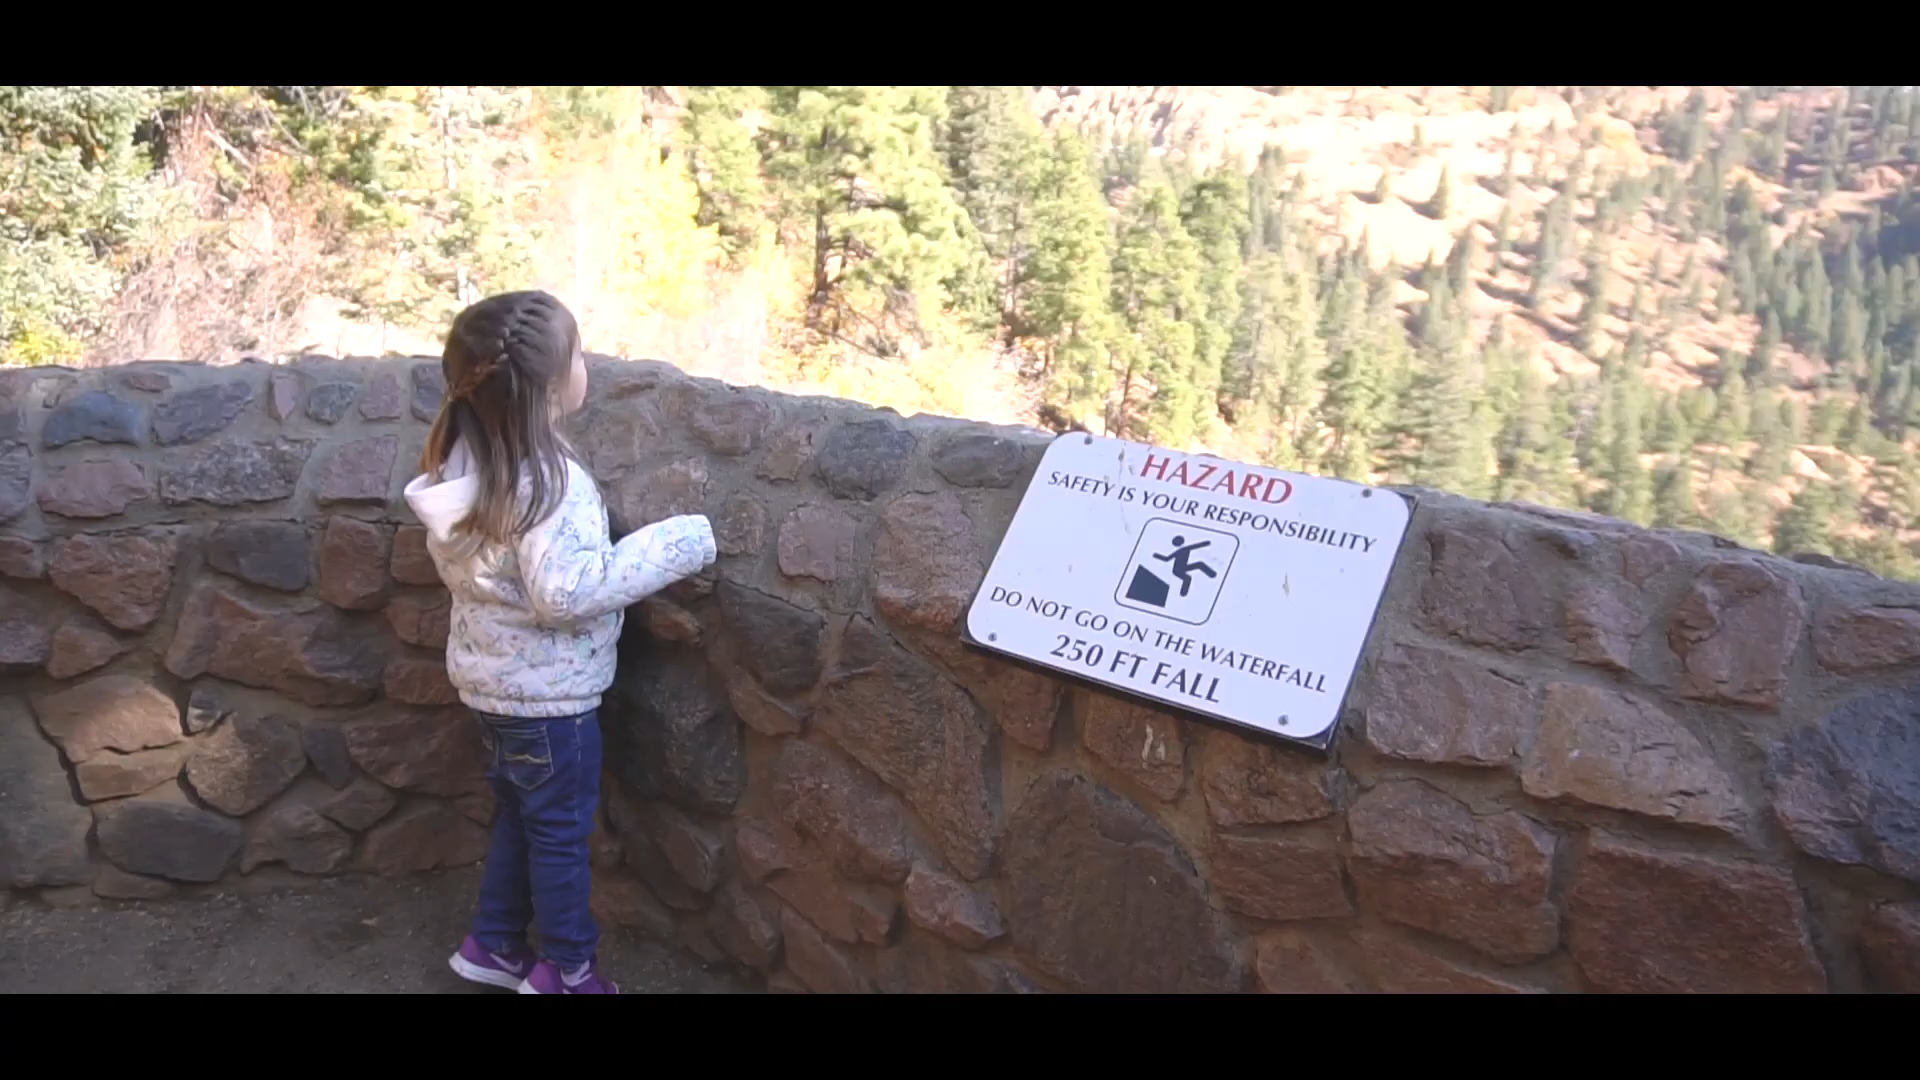 HAZARD
SAFETY IS YOUR RESPONSIBILITY
DO NOT GO ON THE WATERFALL
250 FT FALL